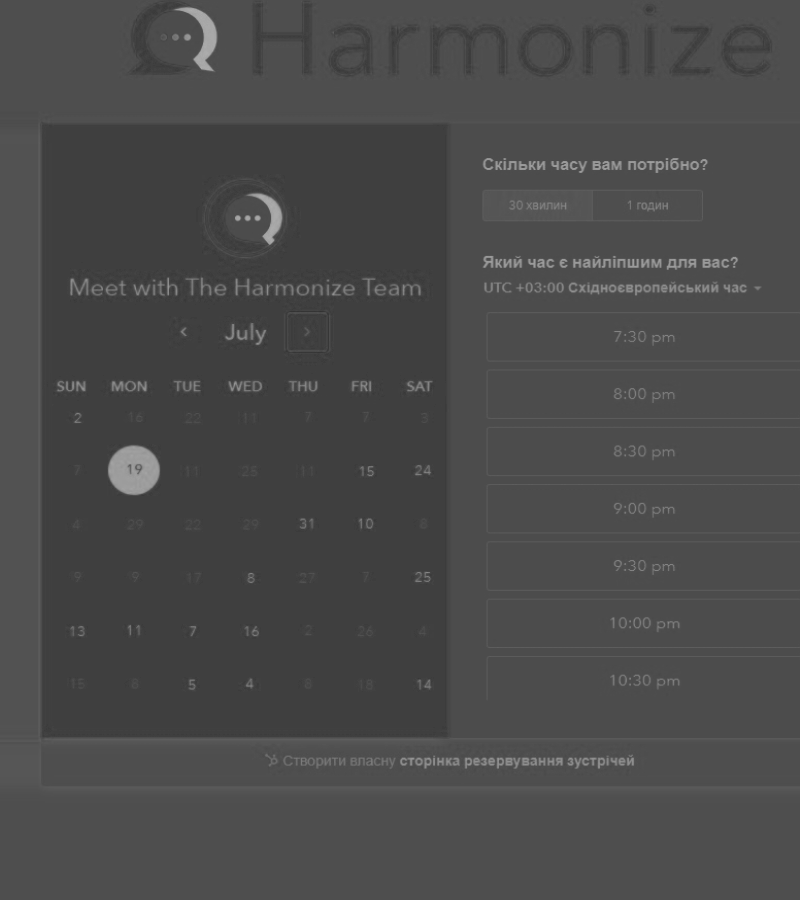 Harmonize
Meet with The Harmonize Team
July
SUN MON TUE WED THU FRI SAT
2 16 22 11 7 7 3
7 19 11 25 11 15 24
4 29 22 29 31 10 8
9 9 17 8 27 7 25
13 11 7 16 2 26 4
15 8 5 4 8 18 14
Скільки часу вам потрібно?
30 хвилин 1 годин
Який час є найліпшим для вас?
UTC +03:00 Східноєвропейський час
7:30 pm
8:00 pm
8:30 pm
9:00 pm
9:30 pm
10:00 pm
10:30 pm
Створити власну сторінка резервування зустрічей